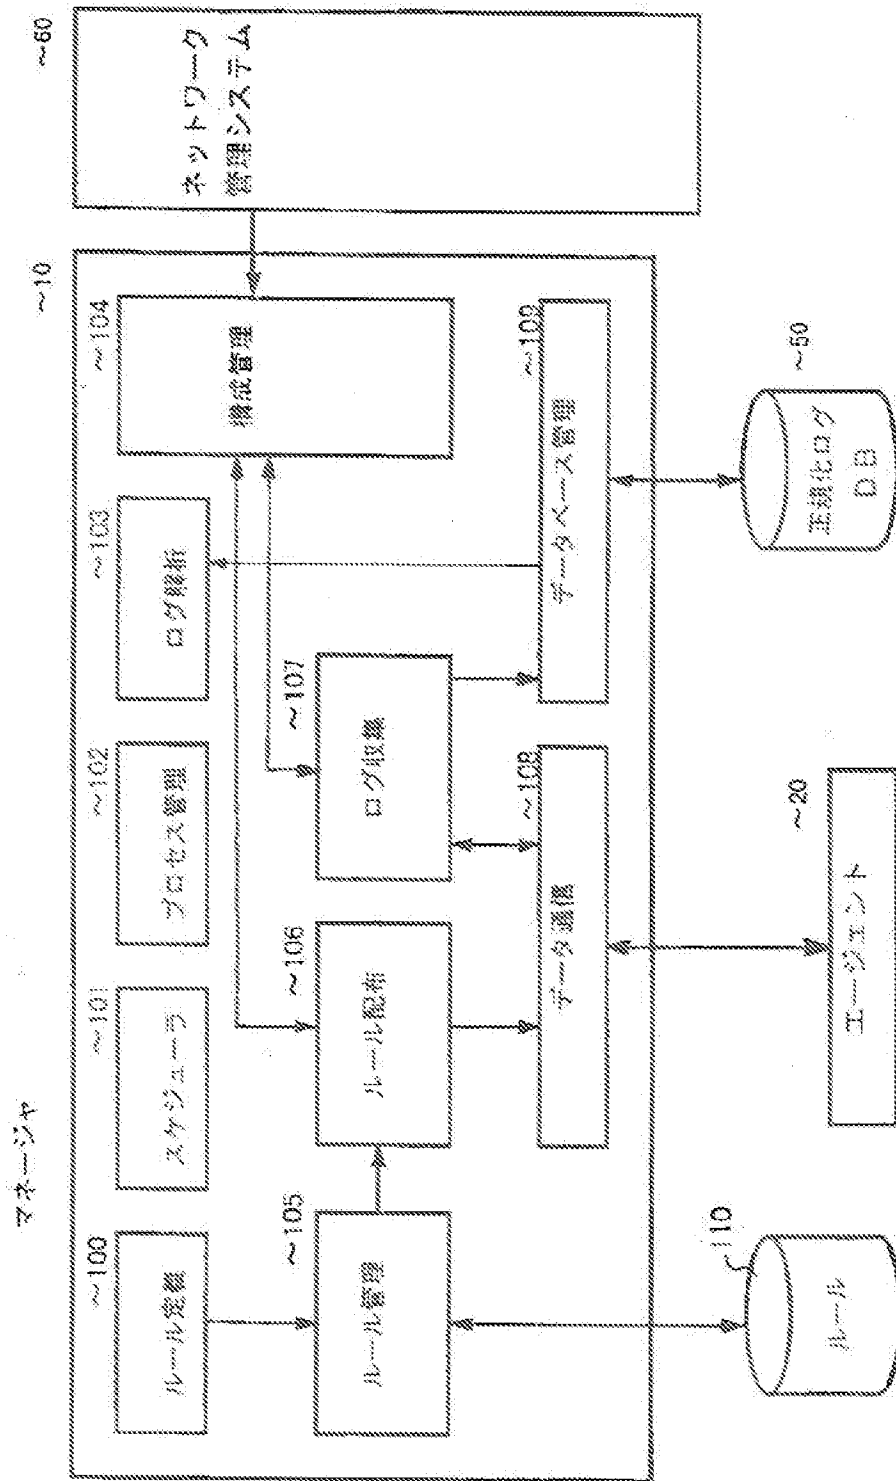 マネージャ
~10
~60
ルール定義
~100
スケジューラ
~101
プロセス管理
~102
ログ解析
~103
構成管理
~104
ネットワーク
管理システム
ルール管理
~105
ルール配布
~106
ログ収集
~107
データ通信
~108
データベース管理
~109
ルール
110
エージェント
~20
正規化ログ
DB
~50